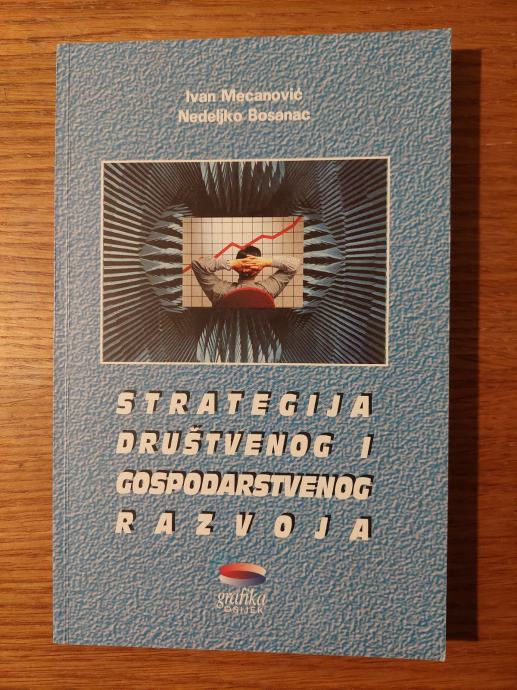 Ivan Mecanović
Nedeljko Bosanac
STRATEGIJA
DRUŠTVENOG I
GOSPODARSTVENOG
RAZVOJA
grafika
OSIJEK